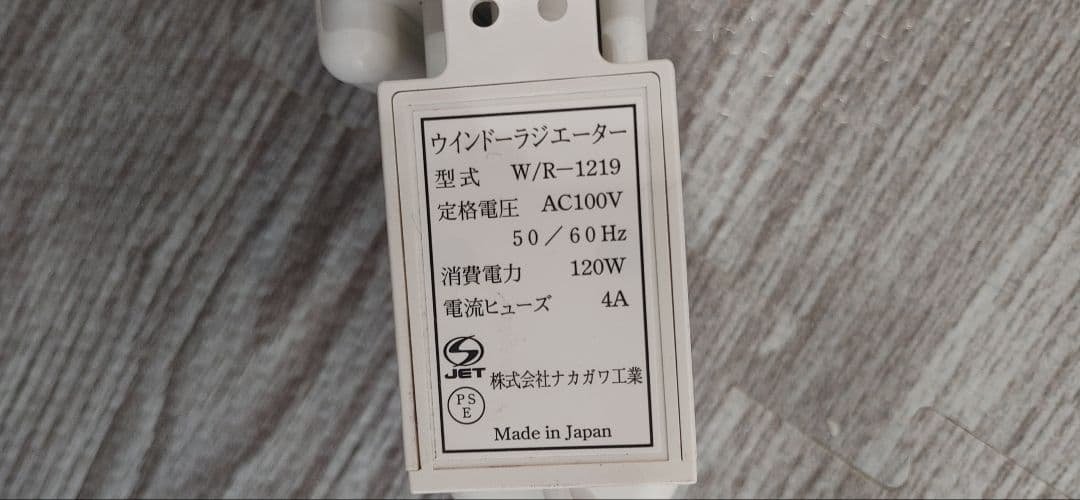 ウインドーラジエーター
型式 W/R-1219
定格電圧 AC100V
50/60Hz
消費電力 120W
電流ヒューズ 4A
JET
株式会社ナカガワ工業
PS
E
Made in Japan